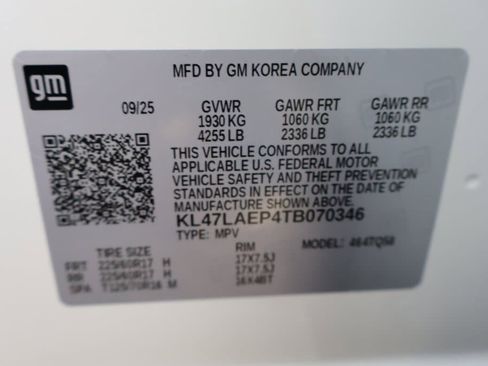 gm
MFD BY GM KOREA COMPANY
09/25 GVWR GAWR FRT GAWR RR
1930 KG 1060 KG 1060 KG
4255 LB 2336 LB 2336 LB
THIS VEHICLE CONFORMS TO ALL
APPLICABLE U.S. FEDERAL MOTOR
VEHICLE SAFETY AND THEFT PREVENTION
STANDARDS IN EFFECT ON THE DATE OF
MANUFACTURE SHOWN ABOVE.
KL47LAEP4TB070346
TYPE: MPV MODEL:
TIRE SIZE RIM
FRT 225/60R17 H 17X7.5J
RR 225/60R17 H 17X7.5J
SPA T125/70R16 M 16X4BT